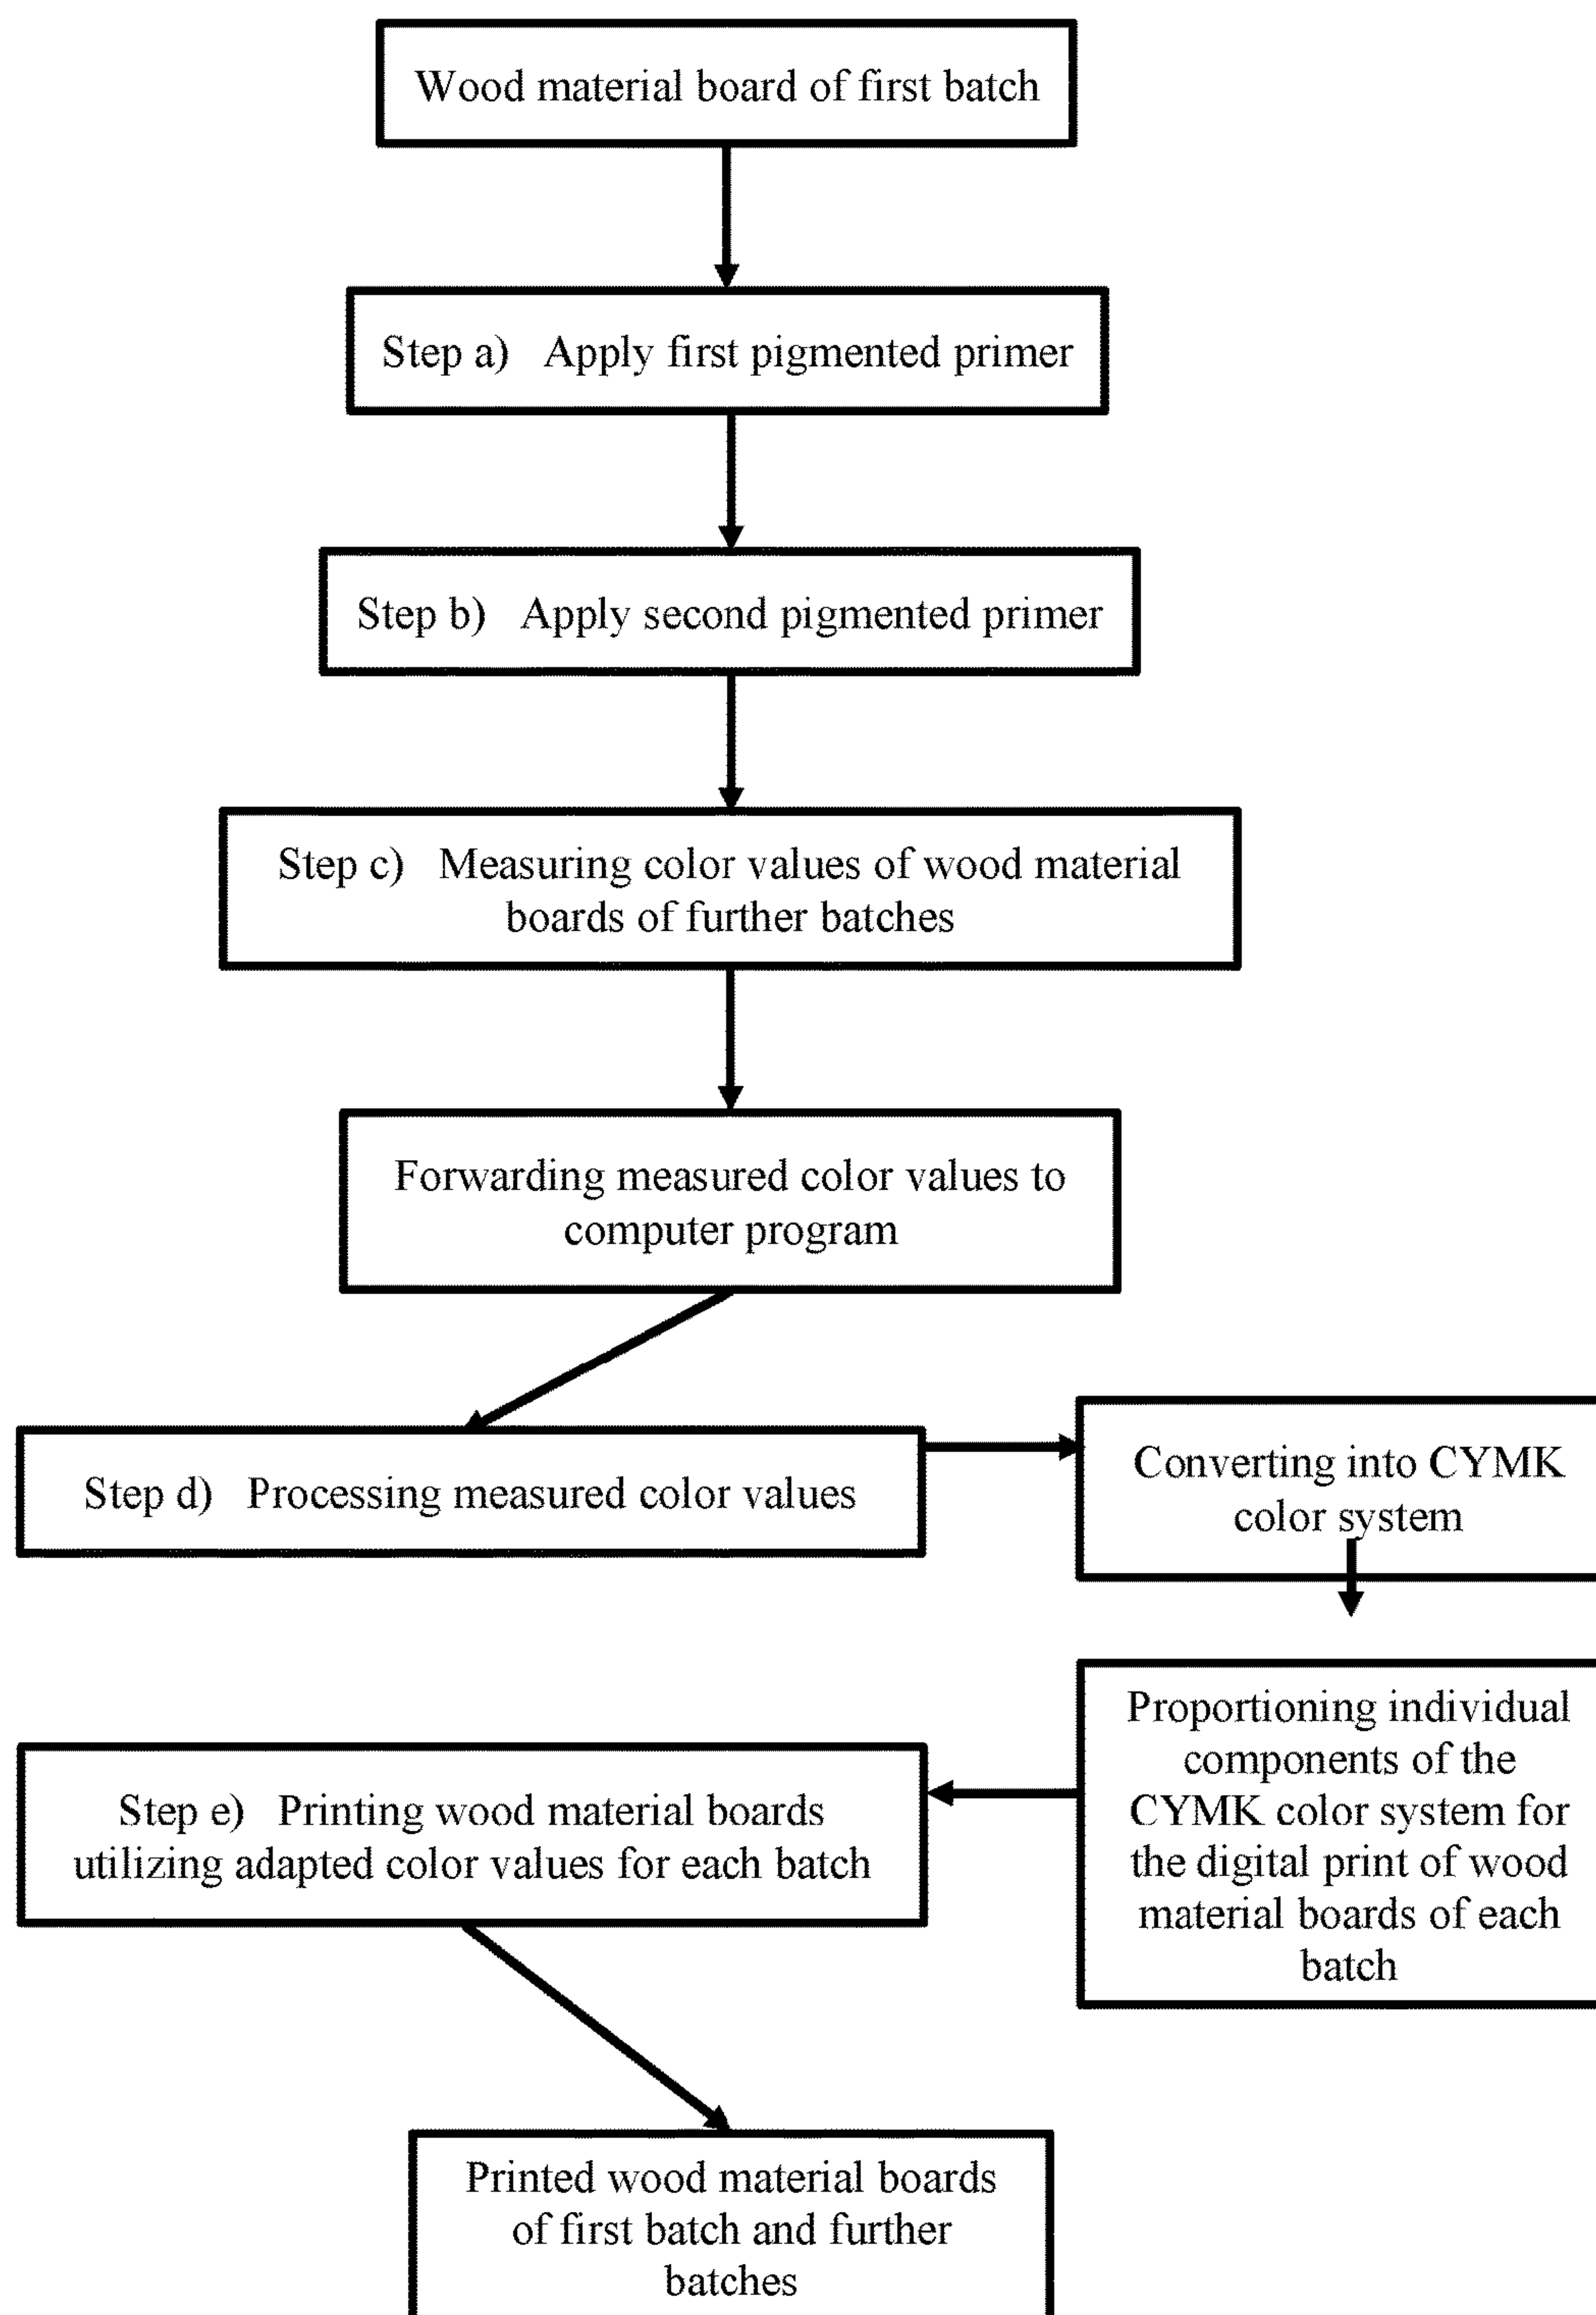 Wood material board of first batch
Step a) Apply first pigmented primer
Step b) Apply second pigmented primer
Step c) Measuring color values of wood material
boards of further batches
Forwarding measured color values to
computer program
Step d) Processing measured color values
Converting into CYMK
color system
Proportioning individual
components of the
CYMK color system for
the digital print of wood
material boards of each
batch
Step e) Printing wood material boards
utilizing adapted color values for each batch
Printed wood material boards
of first batch and further
batches